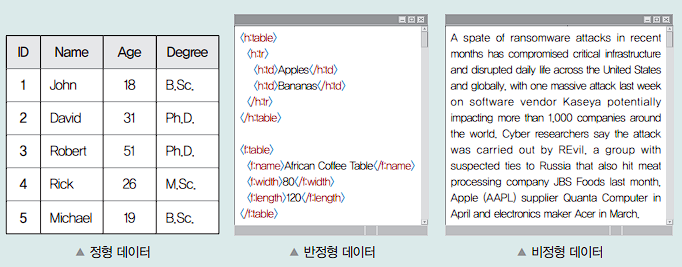 ID Name Age Degree
1 John 18 B.Sc.
2 David 31 Ph.D.
3 Robert 51 Ph.D.
4 Rick 26 M.Sc.
5 Michael 19 B.Sc.
▲ 정형 데이터
<h:table>
<h:tr>
<h:td>Apples</h:td>
<h:td>Bananas</h:td>
</h:tr>
</h:table>
<f:table>
<f:name>African Coffee Table</f:name>
<f:width>80</f:width>
<f:length>120</f:length>
</f:table>
▲ 반정형 데이터
A spate of ransomware attacks in recent
months has compromised critical infrastructure
and disrupted daily life across the United States
and globally, with one massive attack last week
on software vendor Kaseya potentially
impacting more than 1,000 companies around
the world. Cyber researchers say the attack
was carried out by REvil, a group with
suspected ties to Russia that also hit meat
processing company JBS Foods last month,
Apple (AAPL) supplier Quanta Computer in
April and electronics maker Acer in March.
▲ 비정형 데이터